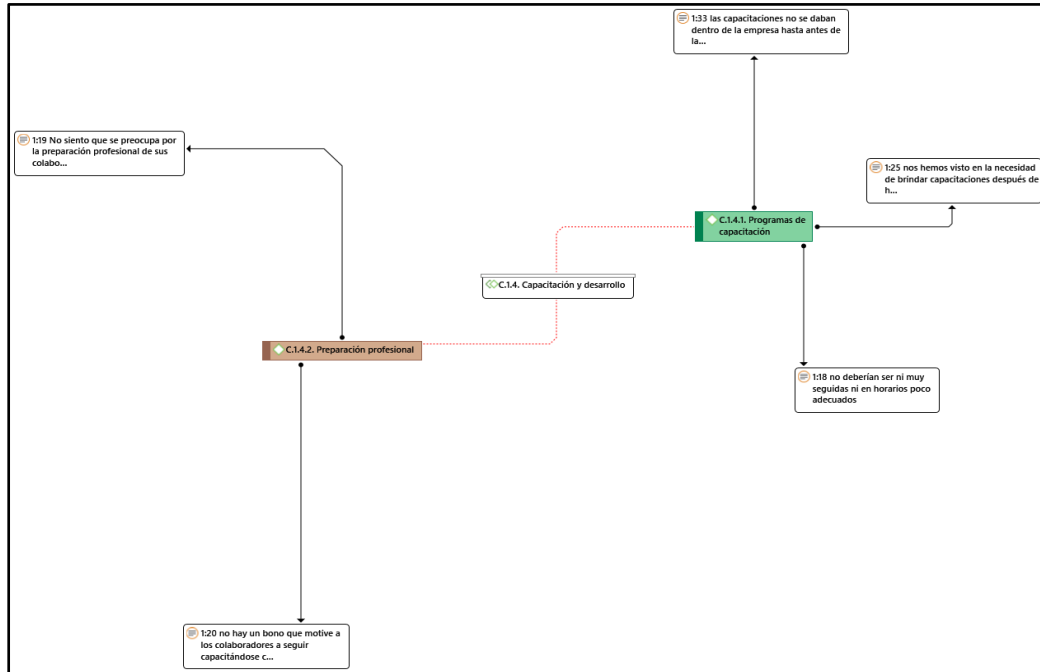 1:33 las capacitaciones no se daban
dentro de la empresa hasta antes de
la...
1:19 No siento que se preocupa por
la preparación profesional de sus
colabo...
1:25 nos hemos visto en la necesidad
de brindar capacitaciones después de
h...
C.1.4.1. Programas de
capacitación
C.1.4. Capacitación y desarrollo
C.1.4.2. Preparación profesional
1:18 no deberían ser ni muy
seguidas ni en horarios poco
adecuados
1:20 no hay un bono que motive a
los colaboradores a seguir
capacitándose c...